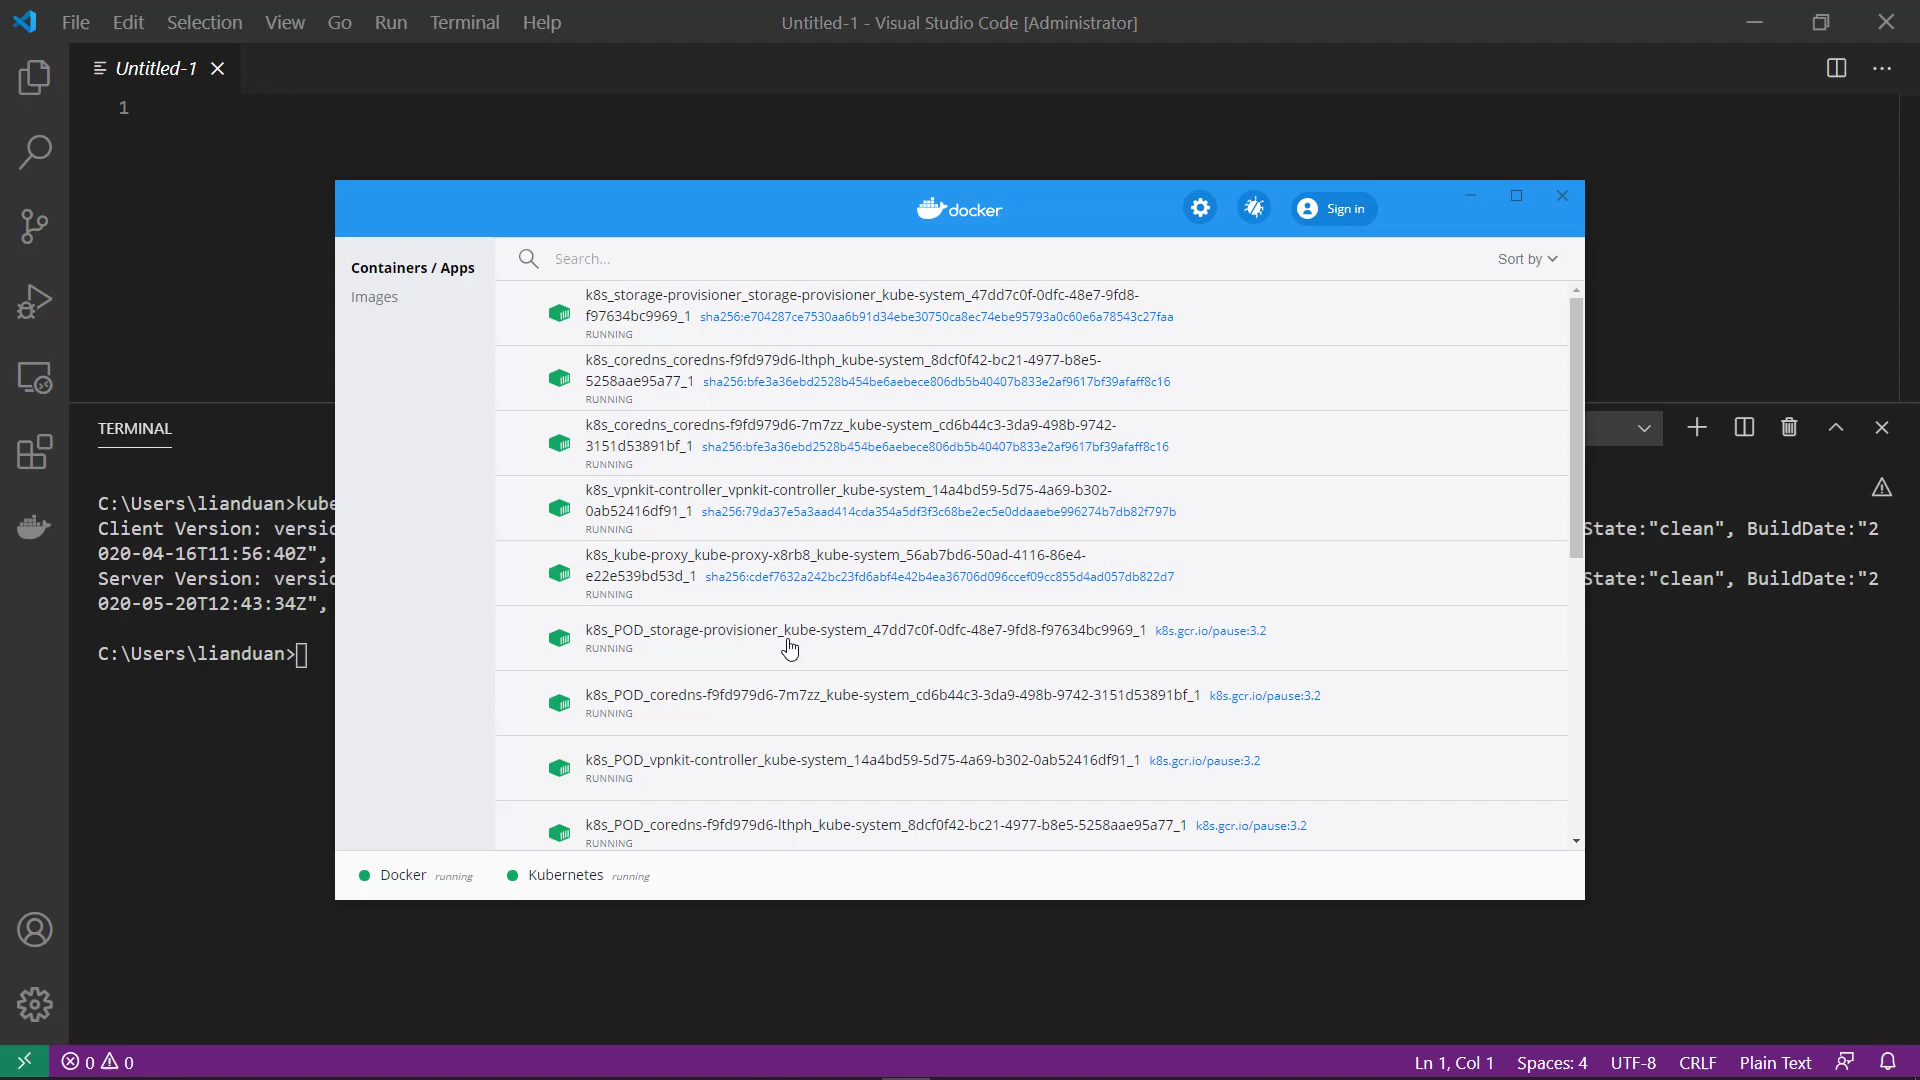 File Edit Selection View Go Run Terminal Help
Untitled-1 - Visual Studio Code [Administrator]
Untitled-1
1
docker
Sign in
Containers / Apps
Images
Search...
Sort by
k8s_storage-provisioner_storage-provisioner_kube-system_47dd7c0f-0dfc-48e7-9fd8-
f97634bc9969_1 sha256:e704287ce7530aa6b91d34ebe30750ca8ec74ebe95793a0c60e6a78543c27faa
RUNNING
k8s_coredns_coredns-f9fd979d6-lthph_kube-system_8dcf0f42-bc21-4977-b8e5-
5258aae95a77_1 sha256:bfe3a36ebd2528b454be6aebece806db5b40407b833e2af9617bf39afaff8c16
RUNNING
k8s_coredns_coredns-f9fd979d6-7m7zz_kube-system_cd6b44c3-3da9-498b-9742-
3151d53891bf_1 sha256:bfe3a36ebd2528b454be6aebece806db5b40407b833e2af9617bf39afaff8c16
RUNNING
k8s_vpnkit-controller_vpnkit-controller_kube-system_14a4bd59-5d75-4a69-b302-
0ab52416df91_1 sha256:79da37e5a3aad414cda354a5df3f3c68be2ec5e0ddaaebe996274b7db82f797b
RUNNING
k8s_kube-proxy_kube-proxy-x8rb8_kube-system_56ab7bd6-50ad-4116-86e4-
e22e539bd53d_1 sha256:cdef7632a242bc23fd6abf4e42b4ea36706d096ccef09cc855d4ad057db822d7
RUNNING
k8s_POD_storage-provisioner_kube-system_47dd7c0f-0dfc-48e7-9fd8-f97634bc9969_1 k8s.gcr.io/pause:3.2
RUNNING
k8s_POD_coredns-f9fd979d6-7m7zz_kube-system_cd6b44c3-3da9-498b-9742-3151d53891bf_1 k8s.gcr.io/pause:3.2
RUNNING
k8s_POD_vpnkit-controller_kube-system_14a4bd59-5d75-4a69-b302-0ab52416df91_1 k8s.gcr.io/pause:3.2
RUNNING
k8s_POD_coredns-f9fd979d6-lthph_kube-system_8dcf0f42-bc21-4977-b8e5-5258aae95a77_1 k8s.gcr.io/pause:3.2
RUNNING
Docker running Kubernetes running
TERMINAL
C:\Users\lianduan>kube
Client Version: versio State:"clean", BuildDate:"2
020-04-16T11:56:40Z",
Server Version: versio State:"clean", BuildDate:"2
020-05-20T12:43:34Z",
C:\Users\lianduan>
0 0
Ln 1, Col 1 Spaces: 4 UTF-8 CRLF Plain Text